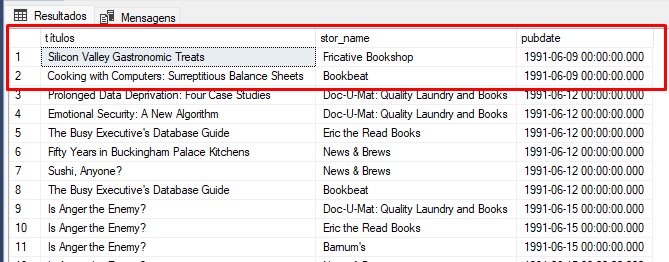 Resultados Mensagens
títulos stor_name pubdate
1 Silicon Valley Gastronomic Treats Fricative Bookshop 1991-06-09 00:00:00.000
2 Cooking with Computers: Surreptitious Balance Sheets Bookbeat 1991-06-09 00:00:00.000
3 Prolonged Data Deprivation: Four Case Studies Doc-U-Mat: Quality Laundry and Books 1991-06-12 00:00:00.000
4 Emotional Security: A New Algorithm Doc-U-Mat: Quality Laundry and Books 1991-06-12 00:00:00.000
5 The Busy Executive's Database Guide Eric the Read Books 1991-06-12 00:00:00.000
6 Fifty Years in Buckingham Palace Kitchens News & Brews 1991-06-12 00:00:00.000
7 Sushi, Anyone? News & Brews 1991-06-12 00:00:00.000
8 The Busy Executive's Database Guide Bookbeat 1991-06-12 00:00:00.000
9 Is Anger the Enemy? Doc-U-Mat: Quality Laundry and Books 1991-06-15 00:00:00.000
10 Is Anger the Enemy? Eric the Read Books 1991-06-15 00:00:00.000
11 Is Anger the Enemy? Barnum's 1991-06-15 00:00:00.000